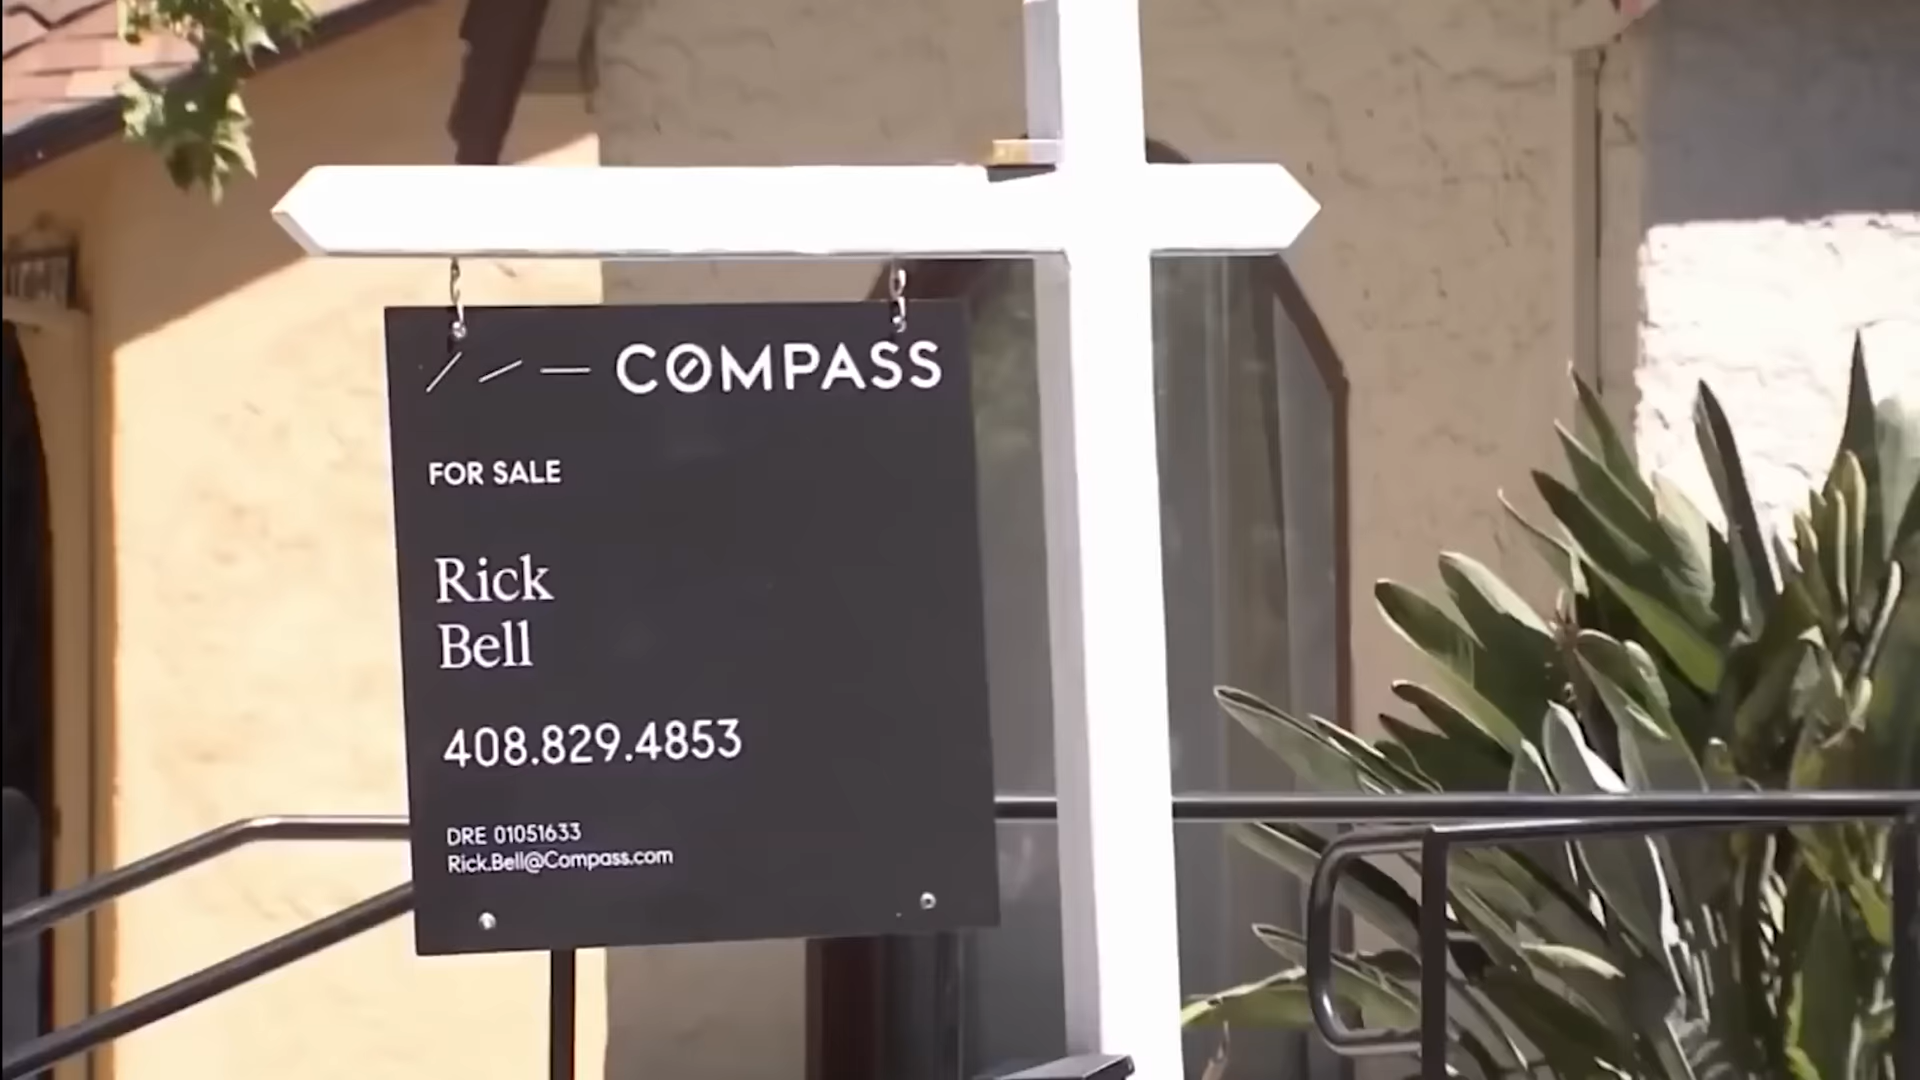 COMPASS
FOR SALE
Rick
Bell
408.829.4853
DRE 01051633
Rick.Bell@Compass.com